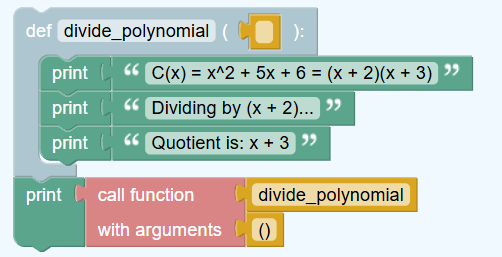 def divide_polynomial ( ):
print “ C(x) = x^2 + 5x + 6 = (x + 2)(x + 3) ”
print “ Dividing by (x + 2)... ”
print “ Quotient is: x + 3 ”
print call function divide_polynomial
with arguments ()